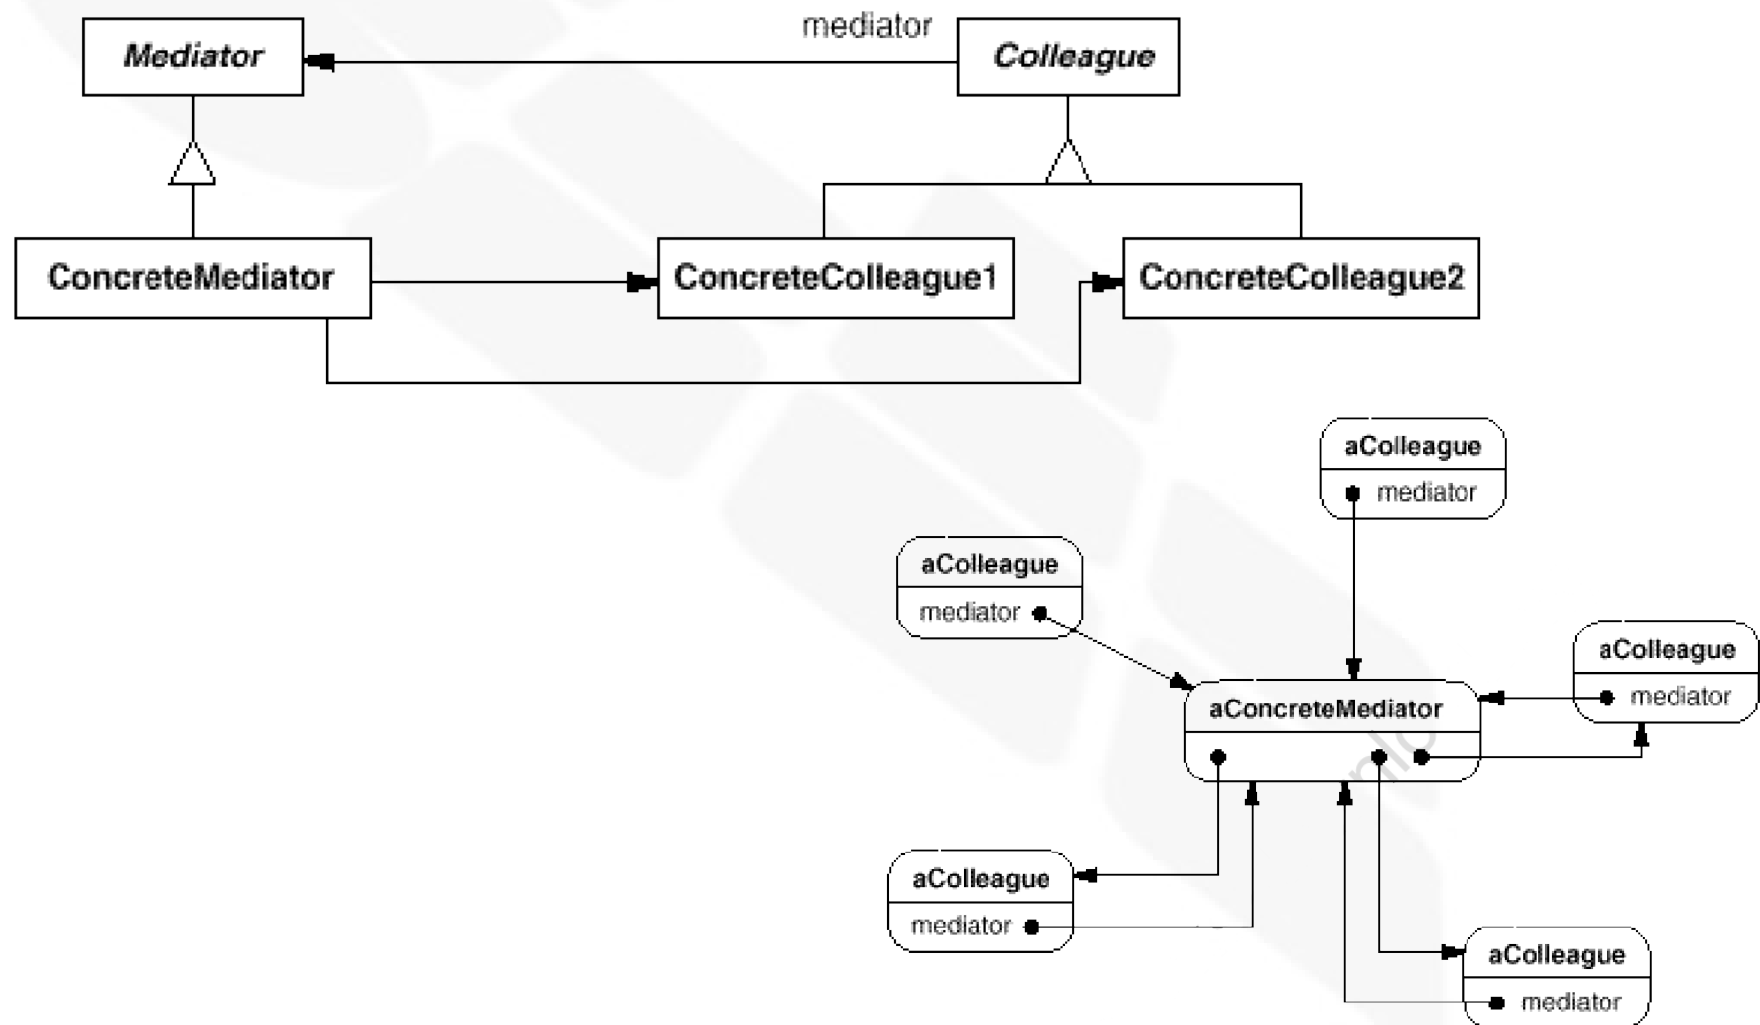 mediator
Mediator
Colleague
ConcreteMediator
ConcreteColleague1
ConcreteColleague2
aColleague
mediator
aColleague
mediator
aColleague
mediator
aConcreteMediator
aColleague
mediator
aColleague
mediator